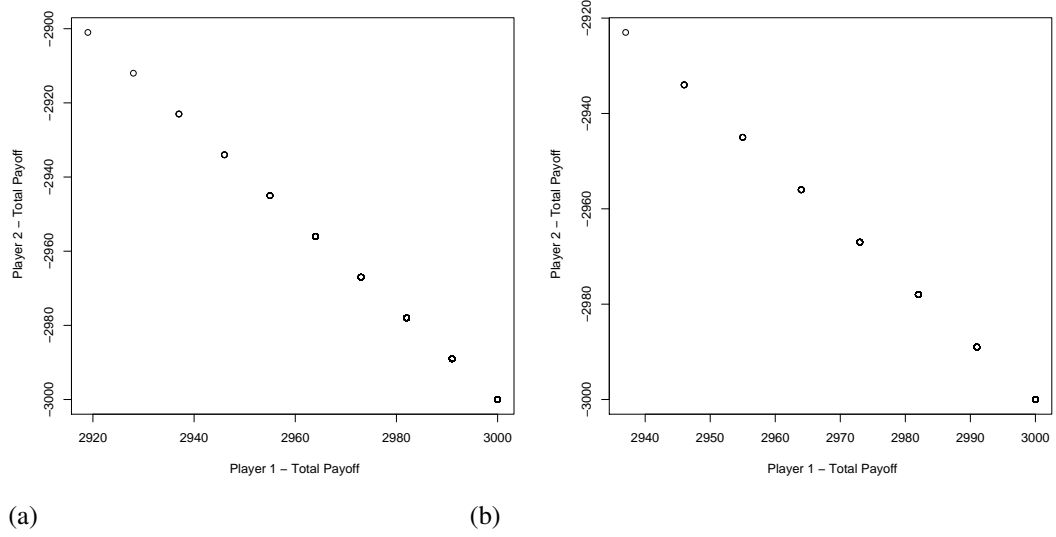 -2900
-2920
-2940
-2960
-2980
-3000
Player 2 − Total Payoff
2920 2940 2960 2980 3000
Player 1 − Total Payoff
(a)
-2920
-2940
-2960
-2980
-3000
Player 2 − Total Payoff
2940 2950 2960 2970 2980 2990 3000
Player 1 − Total Payoff
(b)